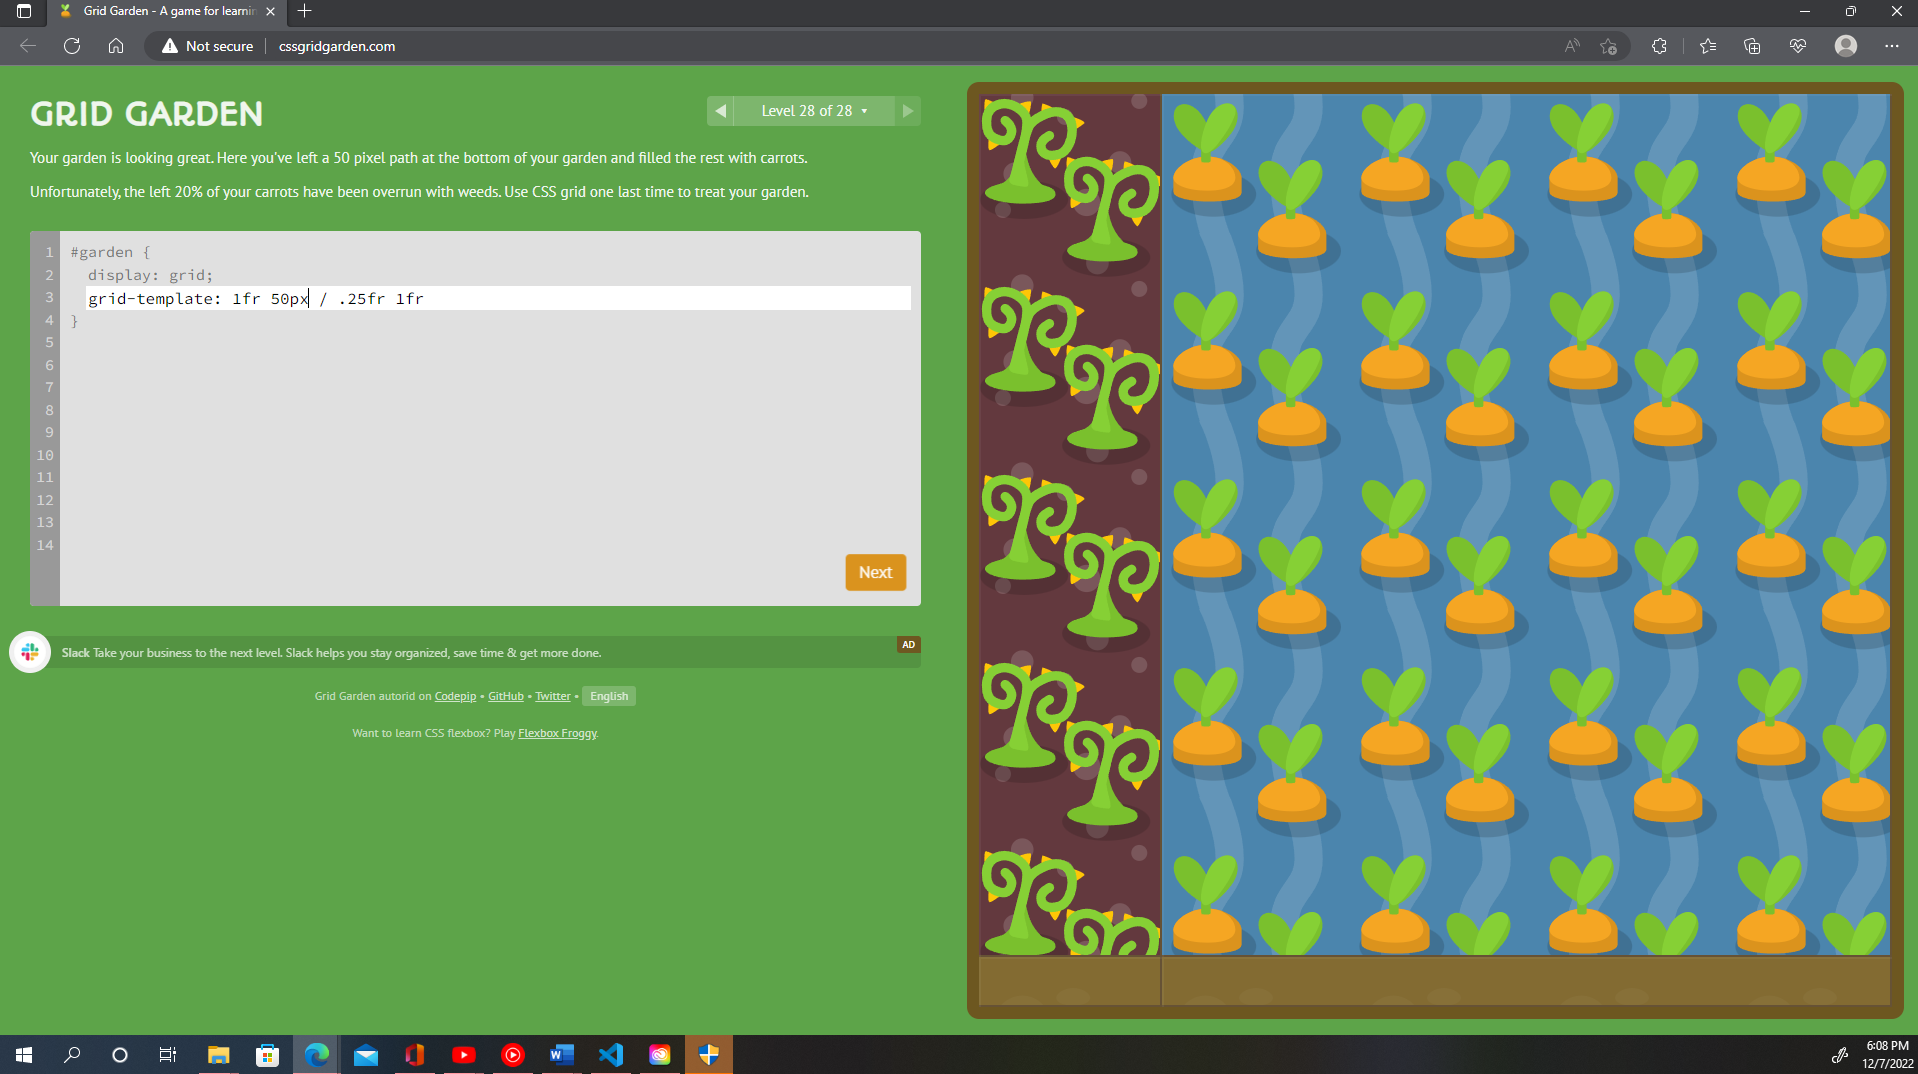 Grid Garden - A game for learnin
Not secure
cssgridgarden.com
GRID GARDEN
Level 28 of 28
Your garden is looking great. Here you've left a 50 pixel path at the bottom of your garden and filled the rest with carrots.
Unfortunately, the left 20% of your carrots have been overrun with weeds. Use CSS grid one last time to treat your garden.
1 #garden {
2 display: grid;
3 grid-template: 1fr 50px / .25fr 1fr
4 }
5
6
7
8
9
10
11
12
13
14
Next
Slack Take your business to the next level. Slack helps you stay organized, save time & get more done.
AD
Grid Garden autorid on Codepip • GitHub • Twitter • English
Want to learn CSS flexbox? Play Flexbox Froggy.
6:08 PM
12/7/2022